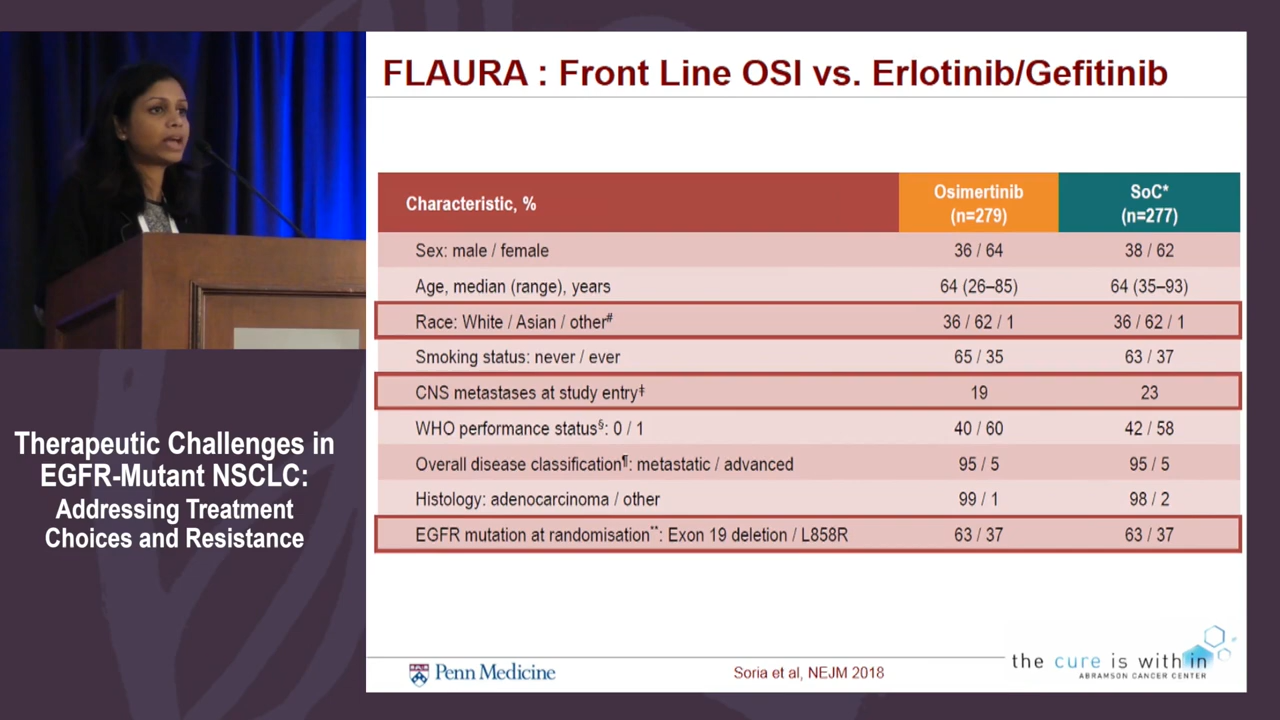 FLAURA : Front Line OSI vs. Erlotinib/Gefitinib
Characteristic, %
Osimertinib
(n=279)
SoC*
(n=277)
Sex: male / female 36 / 64 38 / 62
Age, median (range), years 64 (26–85) 64 (35–93)
Race: White / Asian / other# 36 / 62 / 1 36 / 62 / 1
Smoking status: never / ever 65 / 35 63 / 37
CNS metastases at study entry‡ 19 23
WHO performance status§: 0 / 1 40 / 60 42 / 58
Overall disease classification¶: metastatic / advanced 95 / 5 95 / 5
Histology: adenocarcinoma / other 99 / 1 98 / 2
EGFR mutation at randomisation**: Exon 19 deletion / L858R 63 / 37 63 / 37
Therapeutic Challenges in
EGFR-Mutant NSCLC:
Addressing Treatment
Choices and Resistance
Penn Medicine
Soria et al, NEJM 2018
the cure is within
ABRAMSON CANCER CENTER